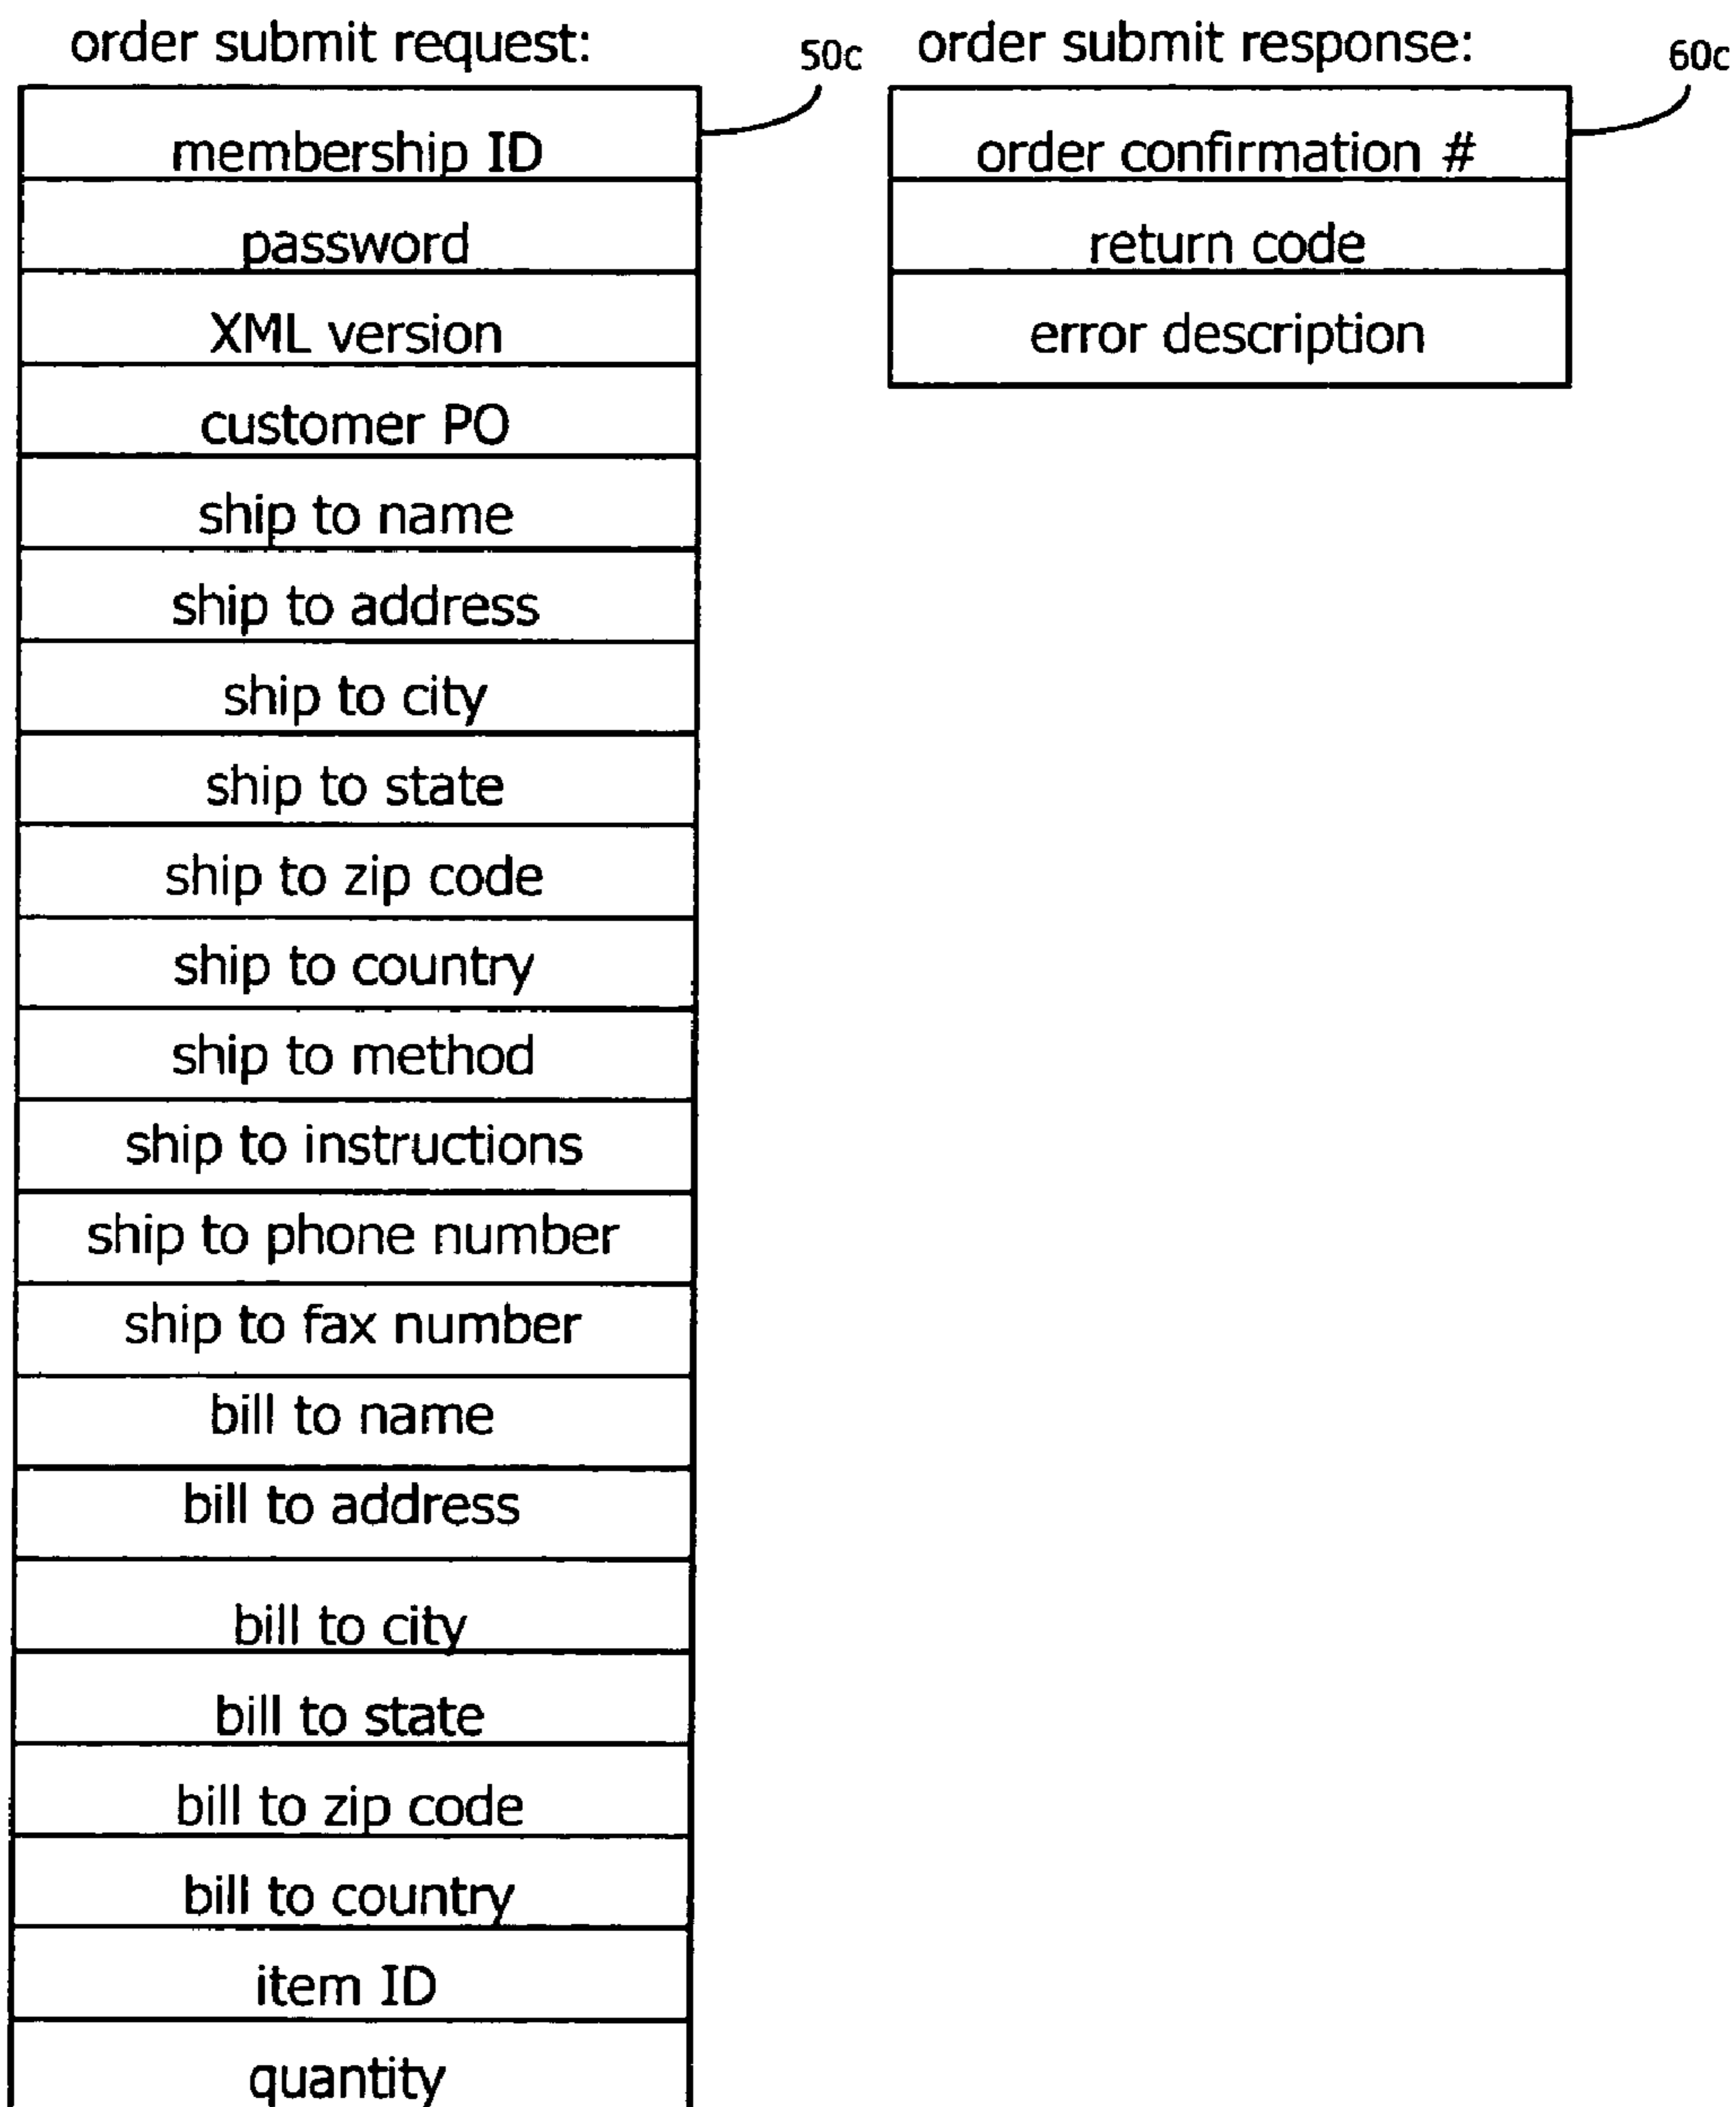 order submit request:
50c
membership ID
password
XML version
customer PO
ship to name
ship to address
ship to city
ship to state
ship to zip code
ship to country
ship to method
ship to instructions
ship to phone number
ship to fax number
bill to name
bill to address
bill to city
bill to state
bill to zip code
bill to country
item ID
quantity
order submit response:
60c
order confirmation #
return code
error description